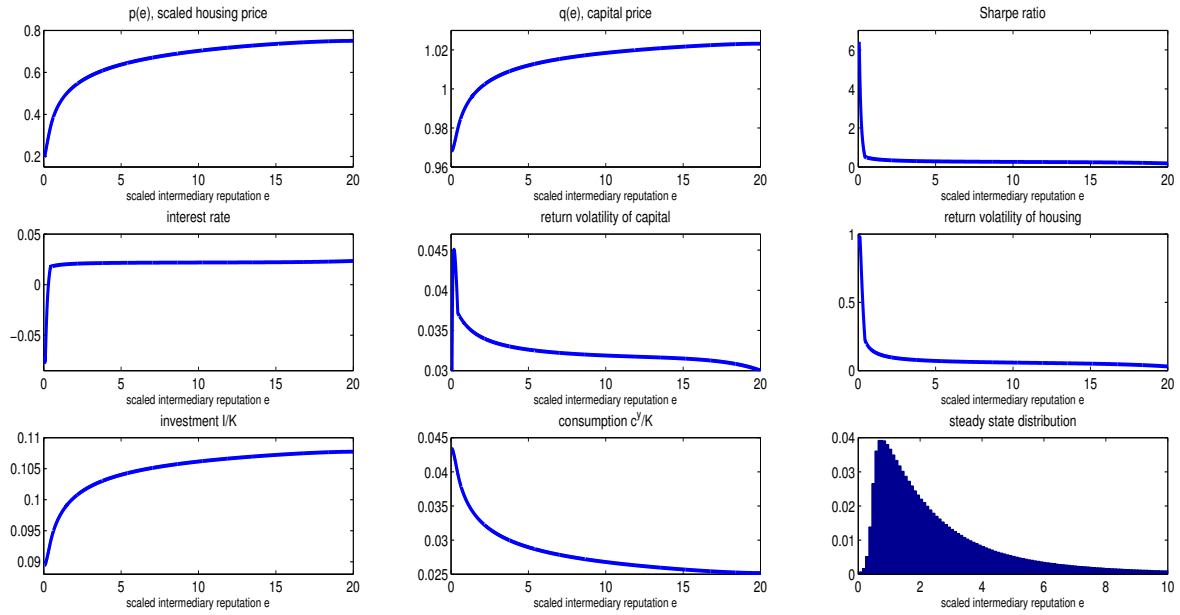 p(e), scaled housing price
0.8
0.6
0.4
0.2
0 5 10 15 20
scaled intermediary reputation e
q(e), capital price
1.02
1
0.98
0.96
0 5 10 15 20
scaled intermediary reputation e
Sharpe ratio
6
4
2
0
0 5 10 15 20
scaled intermediary reputation e
interest rate
0.05
0
−0.05
0 5 10 15 20
scaled intermediary reputation e
return volatility of capital
0.045
0.04
0.035
0.03
0 5 10 15 20
scaled intermediary reputation e
return volatility of housing
1
0.5
0
0 5 10 15 20
scaled intermediary reputation e
investment I/K
0.11
0.105
0.1
0.095
0.09
0 5 10 15 20
scaled intermediary reputation e
consumption c^y/K
0.045
0.04
0.035
0.03
0.025
0 5 10 15 20
scaled intermediary reputation e
steady state distribution
0.04
0.03
0.02
0.01
0
0 2 4 6 8 10
scaled intermediary reputation e